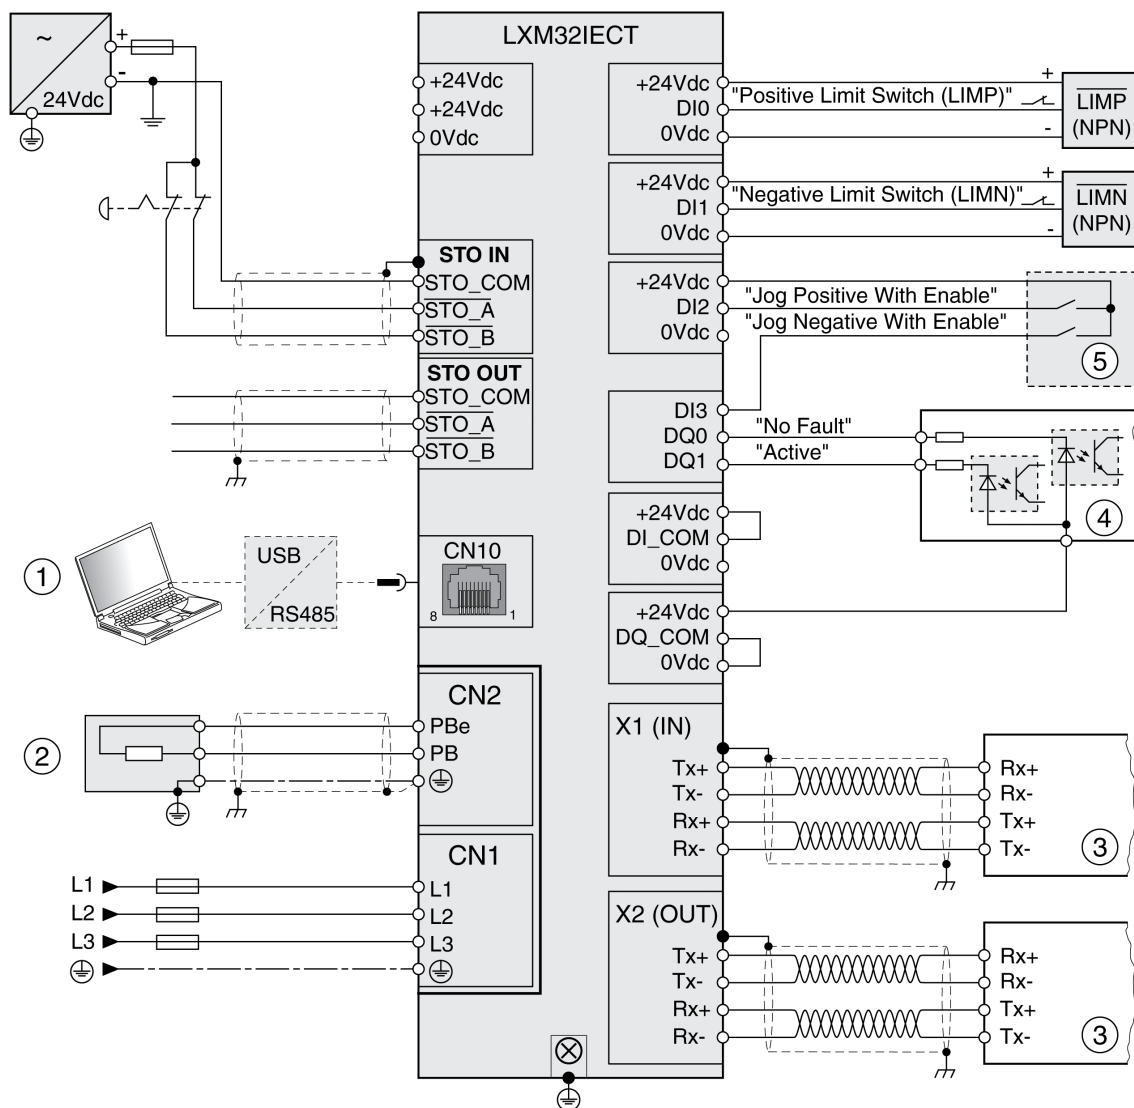 LXM32IECT
~
+
-
24Vdc
+24Vdc
+24Vdc
0Vdc
STO IN
STO_COM
STO_A
STO_B
STO OUT
STO_COM
STO_A
STO_B
1
USB
RS485
CN10
8
1
2
CN2
PBe
PB
CN1
L1
L1
L2
L2
L3
L3
+24Vdc
DI0
0Vdc
"Positive Limit Switch (LIMP)"
+
-
LIMP
(NPN)
+24Vdc
DI1
0Vdc
"Negative Limit Switch (LIMN)"
+
-
LIMN
(NPN)
+24Vdc
DI2
0Vdc
"Jog Positive With Enable"
"Jog Negative With Enable"
5
DI3
DQ0
DQ1
"No Fault"
"Active"
4
+24Vdc
DI_COM
0Vdc
+24Vdc
DQ_COM
0Vdc
X1 (IN)
Tx+
Tx-
Rx+
Rx-
Rx+
Rx-
Tx+
Tx-
3
X2 (OUT)
Tx+
Tx-
Rx+
Rx-
Rx+
Rx-
Tx+
Tx-
3